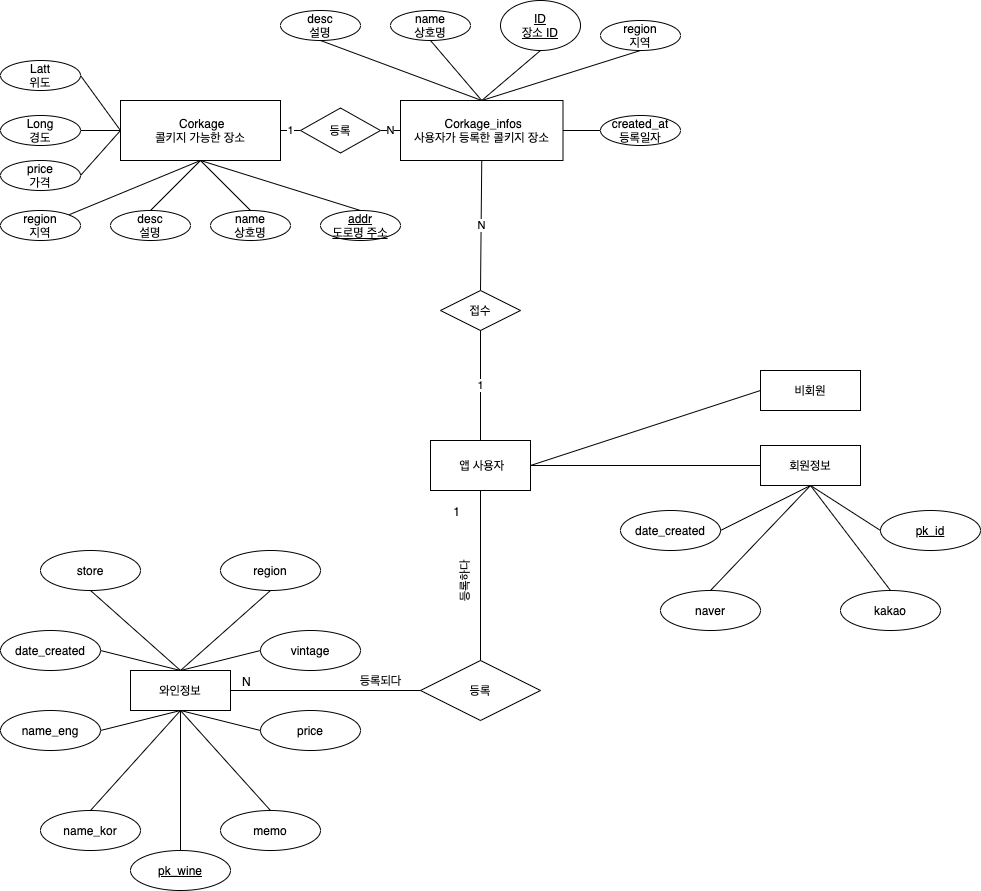 desc
설명
name
상호명
ID
장소 ID
region
지역
Latt
위도
Long
경도
price
가격
Corkage
콜키지 가능한 장소
1
등록
N
Corkage_infos
사용자가 등록한 콜키지 장소
created_at
등록일자
region
지역
desc
설명
name
상호명
addr
도로명 주소
N
접수
1
비회원
앱 사용자
회원정보
1
date_created
pk_id
naver
kakao
등록하다
store
region
date_created
vintage
와인정보
N
등록되다
등록
name_eng
price
name_kor
memo
pk_wine